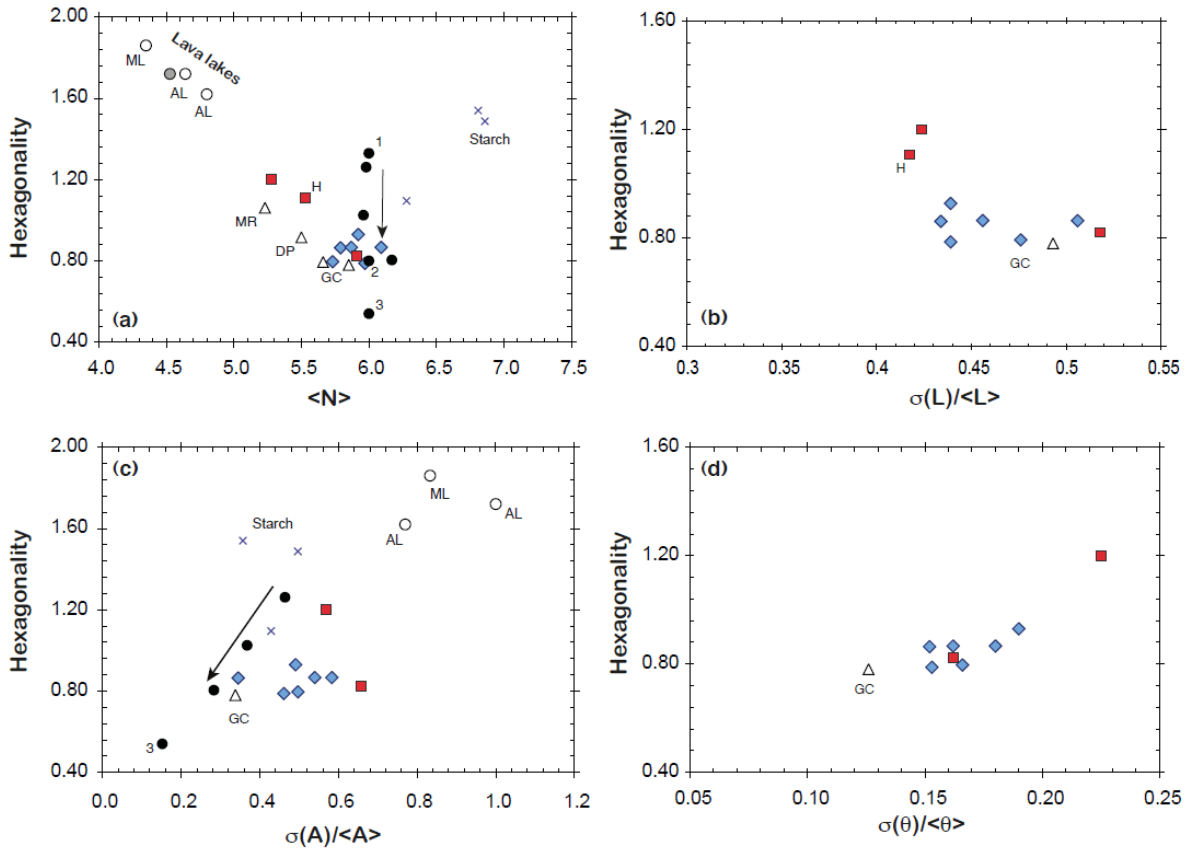 2.00
1.60
1.20
0.80
0.40
Hexagonality
ML
Lava lakes
AL
AL
Starch
1
H
MR
DP
GC
2
3
(a)
4.0 4.5 5.0 5.5 6.0 6.5 7.0 7.5
<N>
1.60
1.20
0.80
0.40
Hexagonality
H
GC
(b)
0.3 0.35 0.4 0.45 0.5 0.55
σ(L)/<L>
2.00
1.60
1.20
0.80
0.40
Hexagonality
(c)
ML
AL
AL
Starch
GC
3
0.0 0.2 0.4 0.6 0.8 1.0 1.2
σ(A)/<A>
1.60
1.20
0.80
0.40
Hexagonality
(d)
GC
0.05 0.10 0.15 0.20 0.25
σ(θ)/<θ>